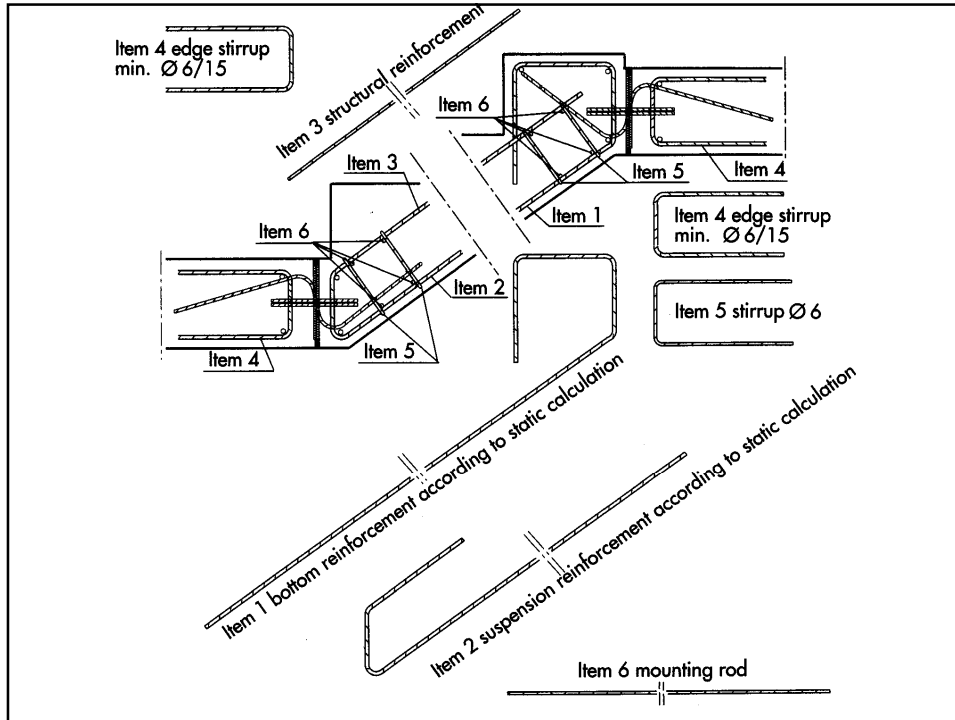 Item 4 edge stirrup
min. Ø 6/15
Item 3 structural reinforcement
Item 6
Item 5
Item 4
Item 1
Item 3
Item 6
Item 2
Item 4
Item 5
Item 4 edge stirrup
min. Ø 6/15
Item 5 stirrup Ø 6
Item 1 bottom reinforcement according to static calculation
Item 2 suspension reinforcement according to static calculation
Item 6 mounting rod